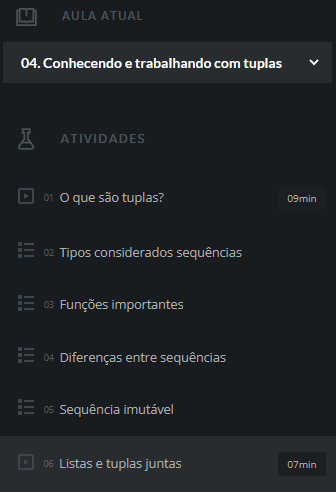 AULA ATUAL
04. Conhecendo e trabalhando com tuplas
ATIVIDADES
01 O que são tuplas? 09min
02 Tipos considerados sequências
03 Funções importantes
04 Diferenças entre sequências
05 Sequência imutável
06 Listas e tuplas juntas 07min